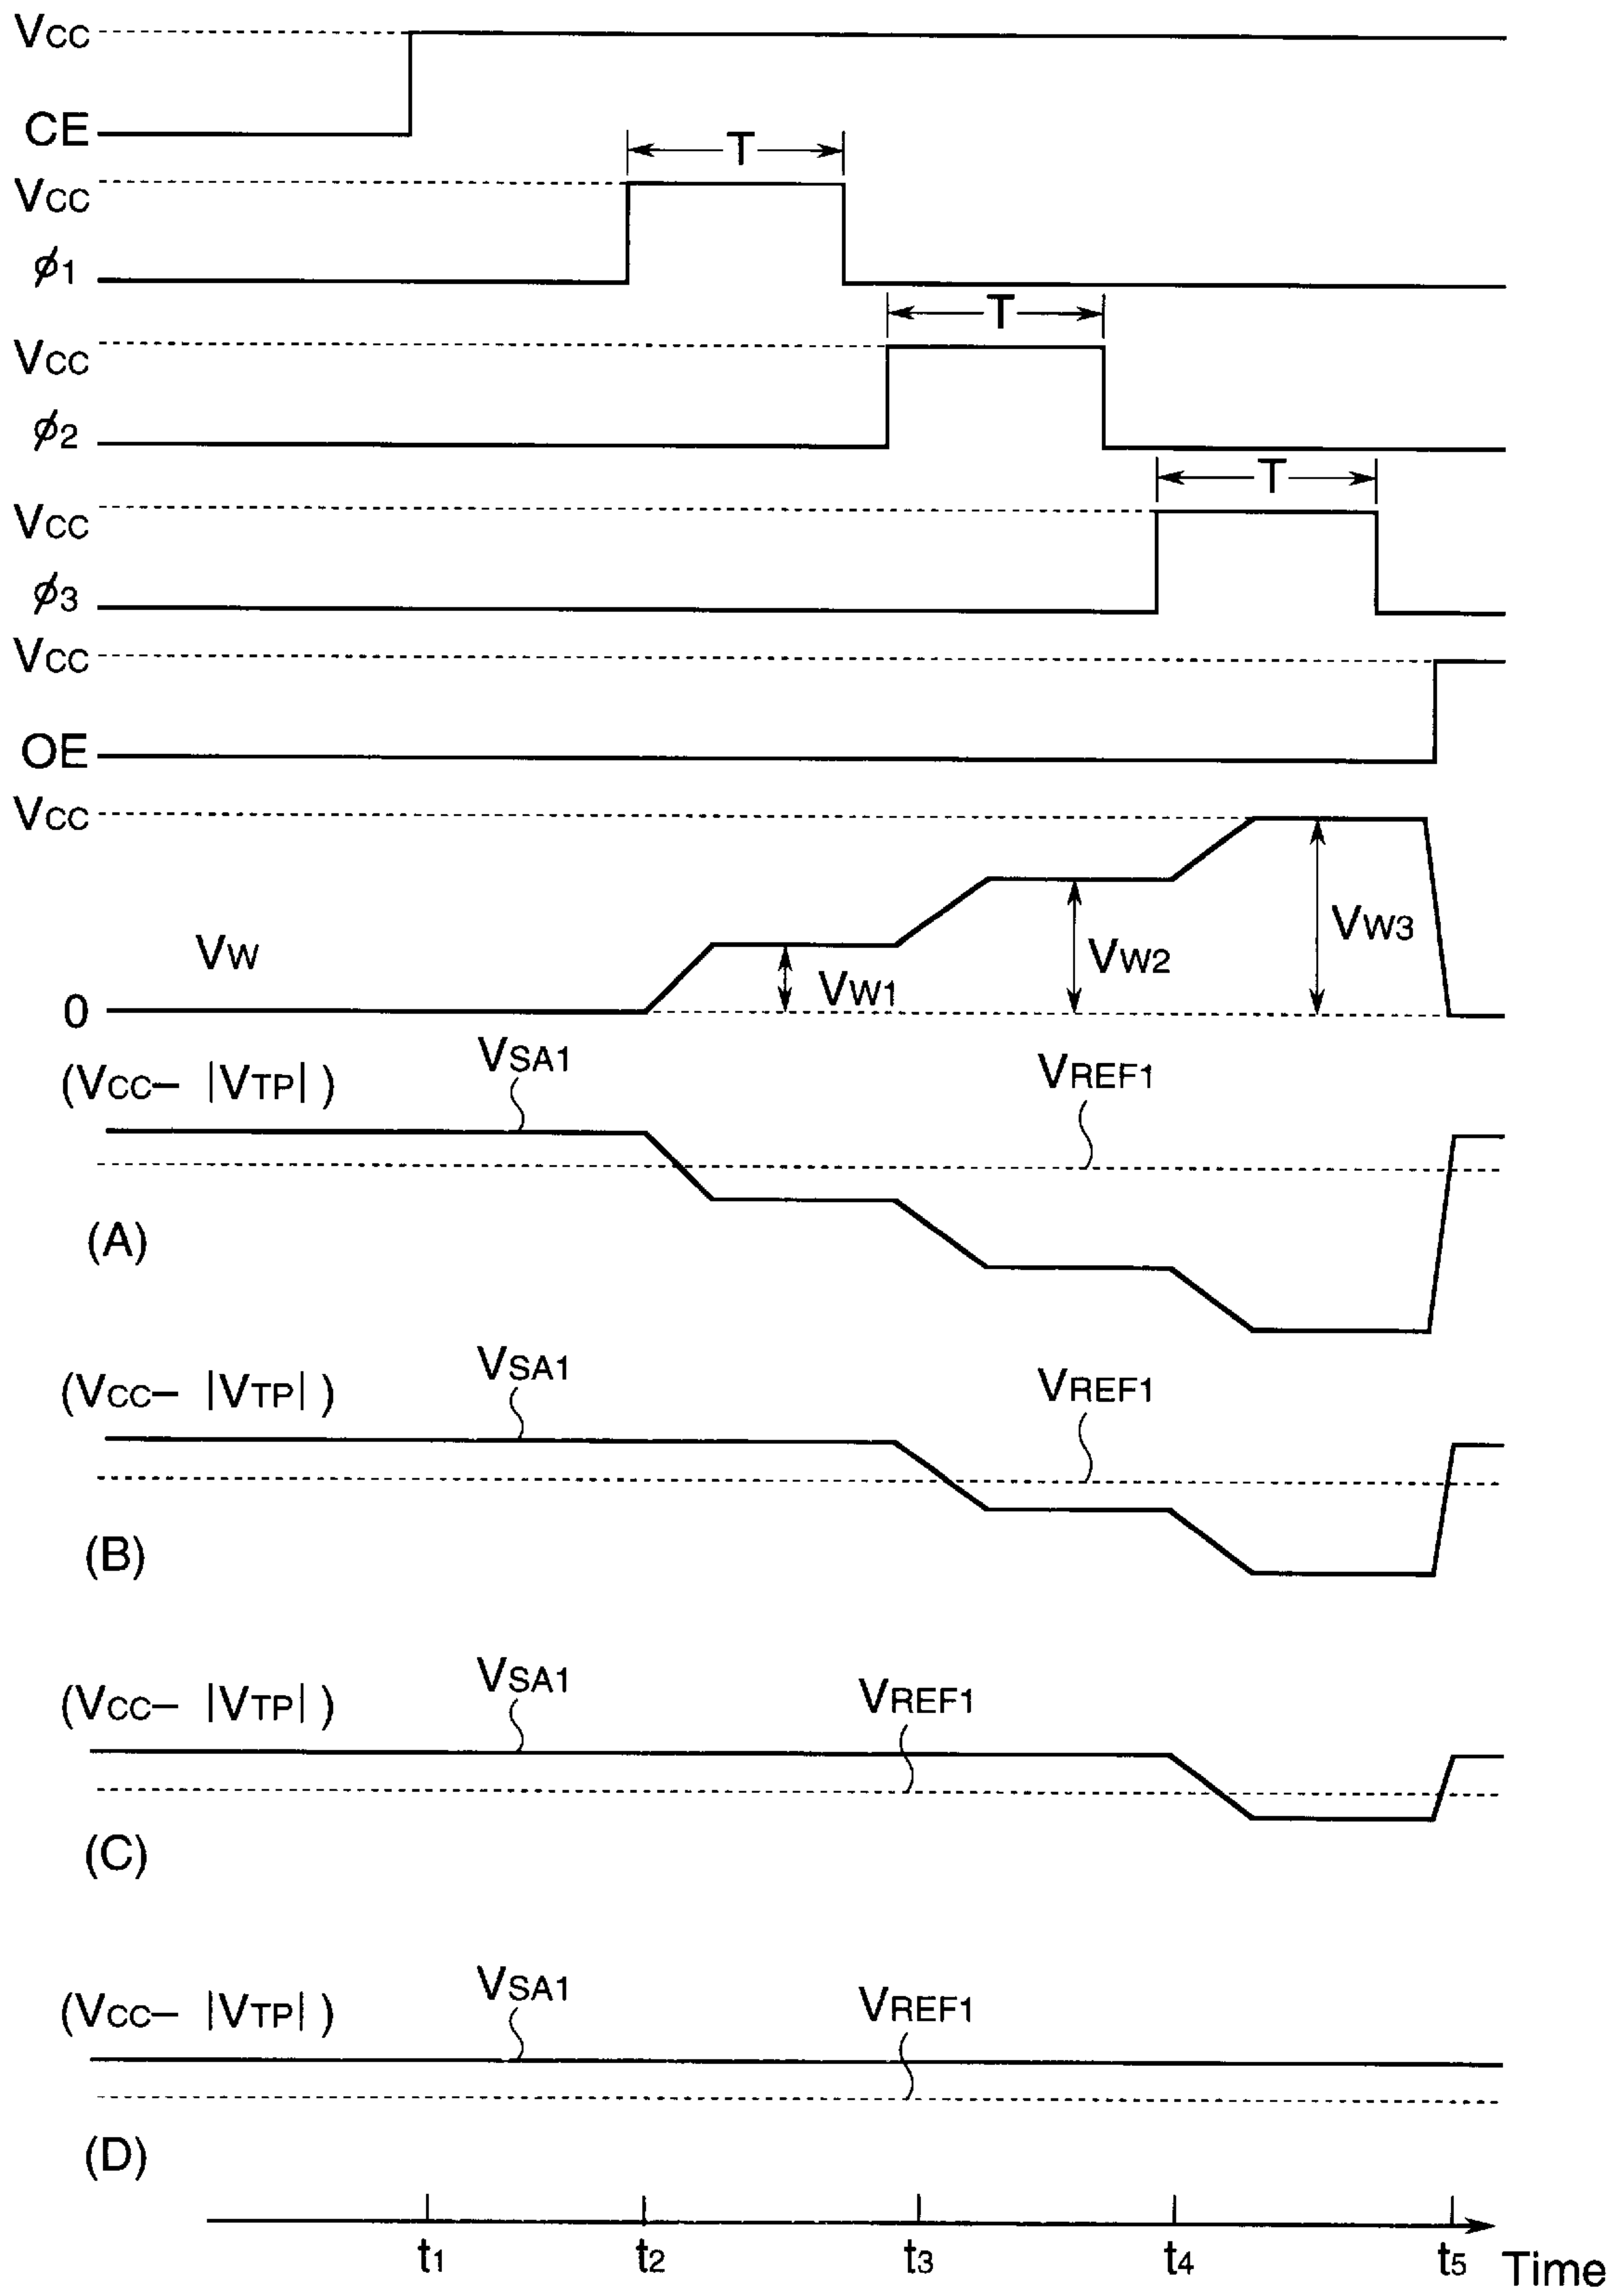 VCC
CE
T
VCC
ϕ1
T
VCC
ϕ2
T
VCC
ϕ3
VCC
OE
VCC
VW
VW1
VW2
VW3
0
(VCC– |VTP| )
VSA1
VREF1
(A)
(VCC– |VTP| )
VSA1
VREF1
(B)
(VCC– |VTP| )
VSA1
VREF1
(C)
(VCC– |VTP| )
VSA1
VREF1
(D)
t1 t2 t3 t4 t5 Time